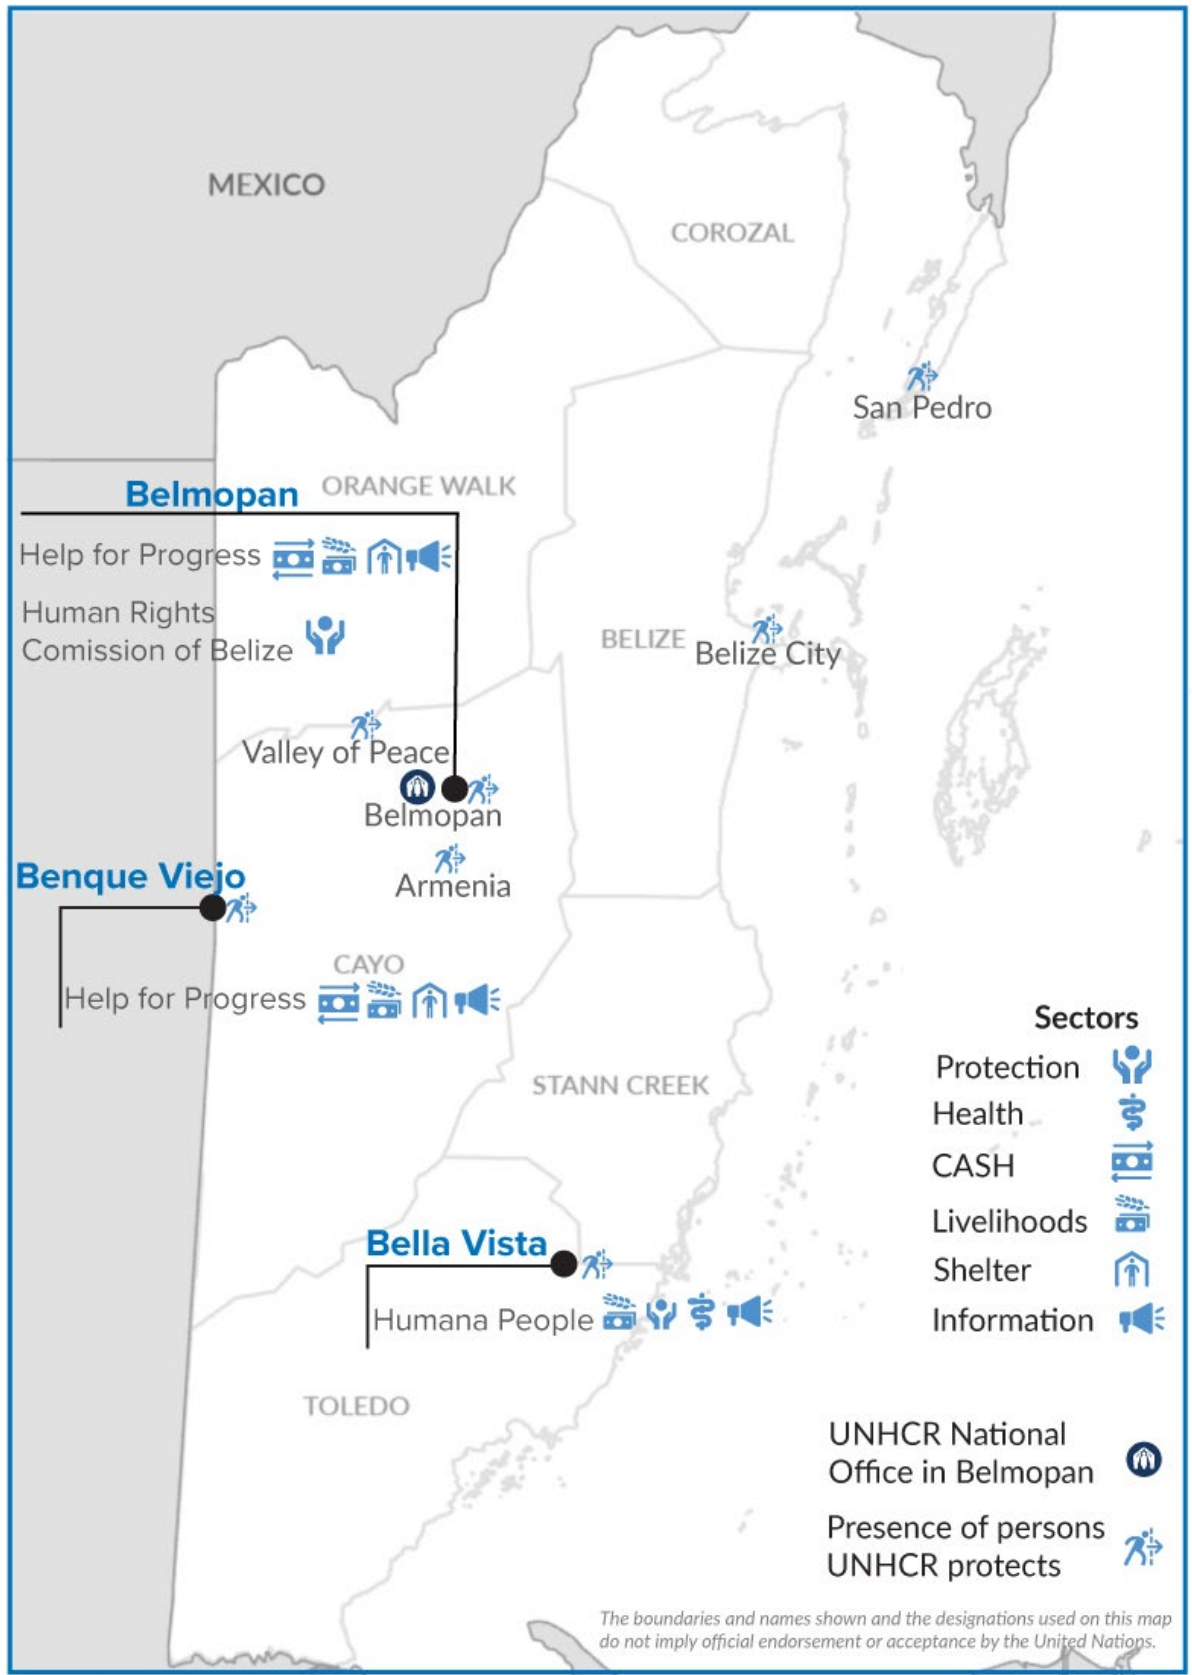 MEXICO
COROZAL
San Pedro
ORANGE WALK
Belmopan
Help for Progress
Human Rights
Comission of Belize
BELIZE
Belize City
Valley of Peace
Belmopan
Armenia
Benque Viejo
CAYO
Help for Progress
STANN CREEK
Bella Vista
Humana People
TOLEDO
Sectors
Protection
Health
CASH
Livelihoods
Shelter
Information
UNHCR National
Office in Belmopan
Presence of persons
UNHCR protects
The boundaries and names shown and the designations used on this map
do not imply official endorsement or acceptance by the United Nations.